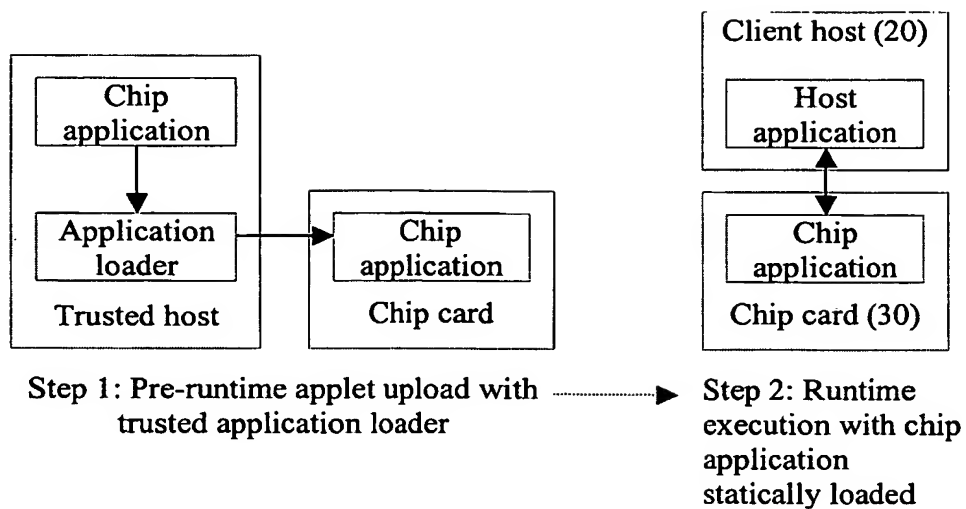 Chip
application
Application
loader
Trusted host
Chip
application
Chip card
Step 1: Pre-runtime applet upload with
trusted application loader
Client host (20)
Host
application
Chip
application
Chip card (30)
Step 2: Runtime
execution with chip
application
statically loaded